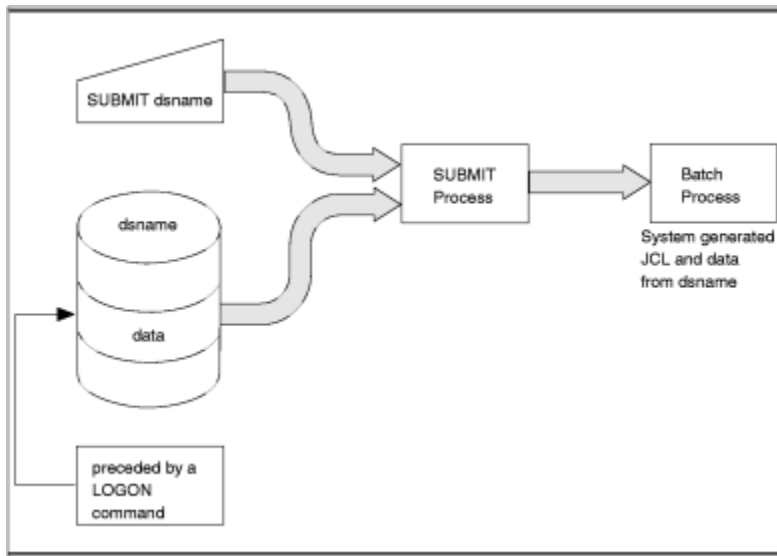 SUBMIT dsname
SUBMIT
Process
Batch
Process
System generated
JCL and data
from dsname
dsname
data
preceded by a
LOGON
command